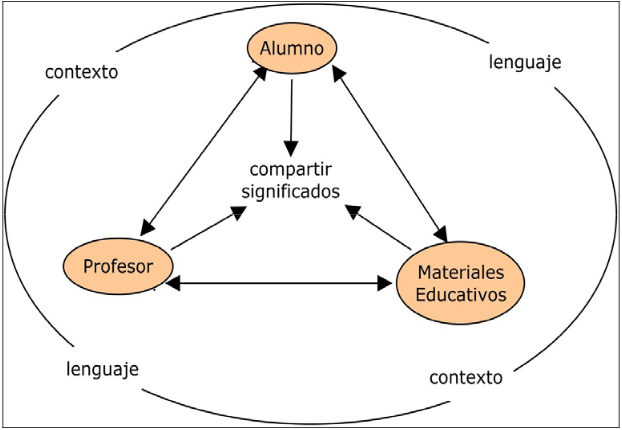 Alumno
contexto
lenguaje
compartir
significados
Profesor
Materiales
Educativos
lenguaje
contexto